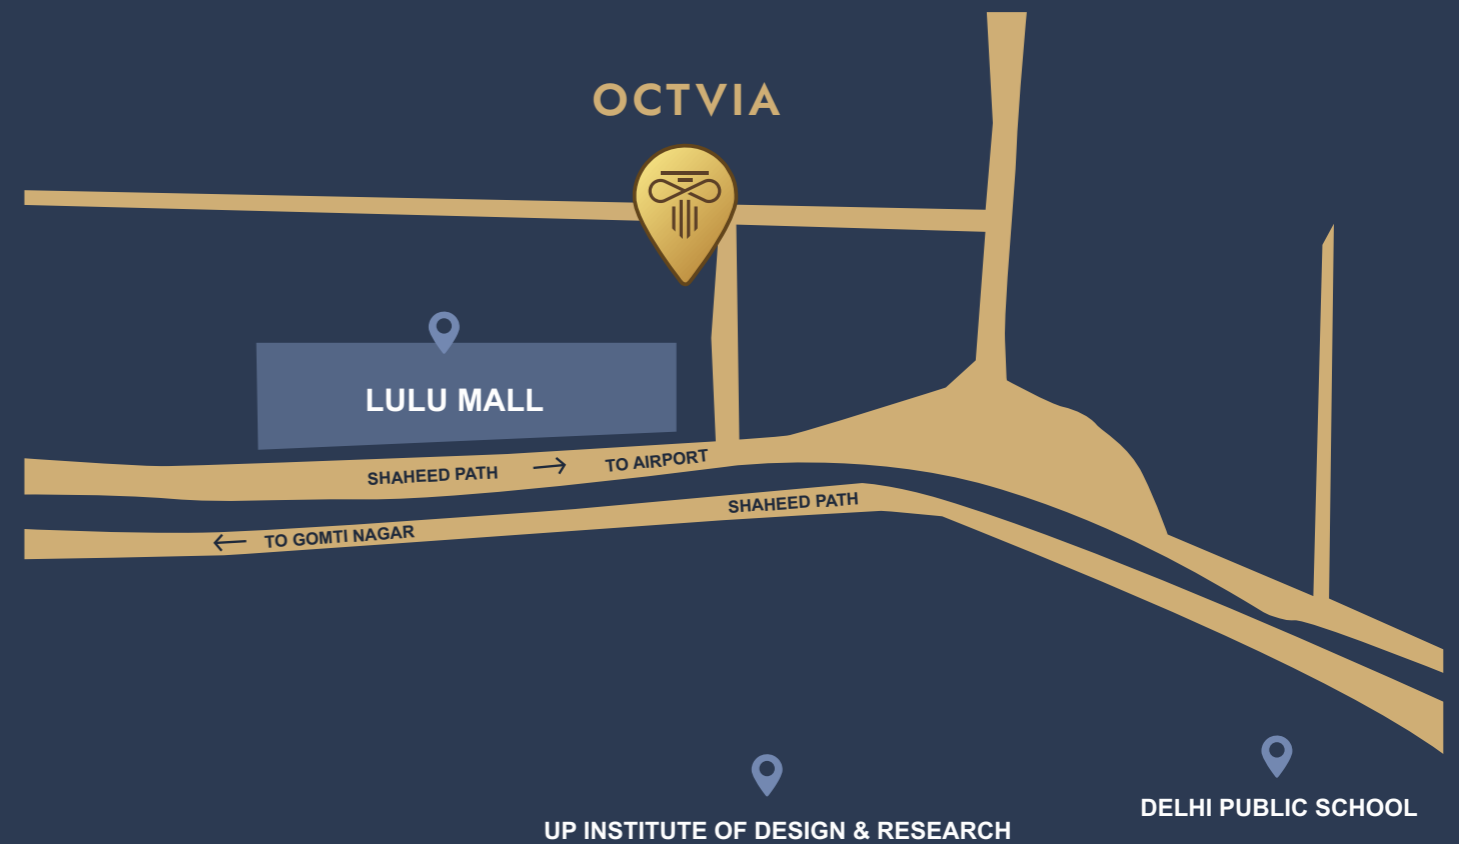 OCTVIA
LULU MALL
SHAHEED PATH → TO AIRPORT
SHAHEED PATH
← TO GOMTI NAGAR
DELHI PUBLIC SCHOOL
UP INSTITUTE OF DESIGN & RESEARCH